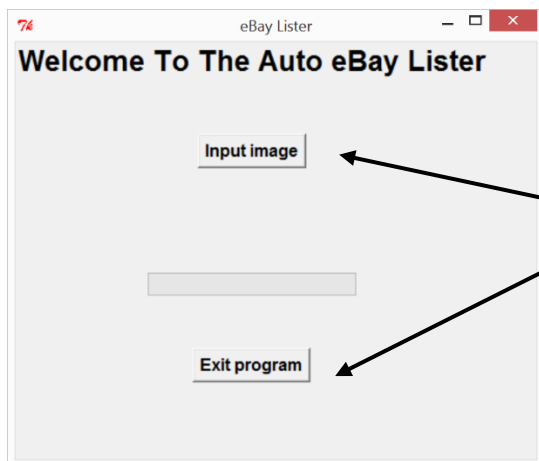 eBay Lister
Welcome To The Auto eBay Lister
Input image
Exit program